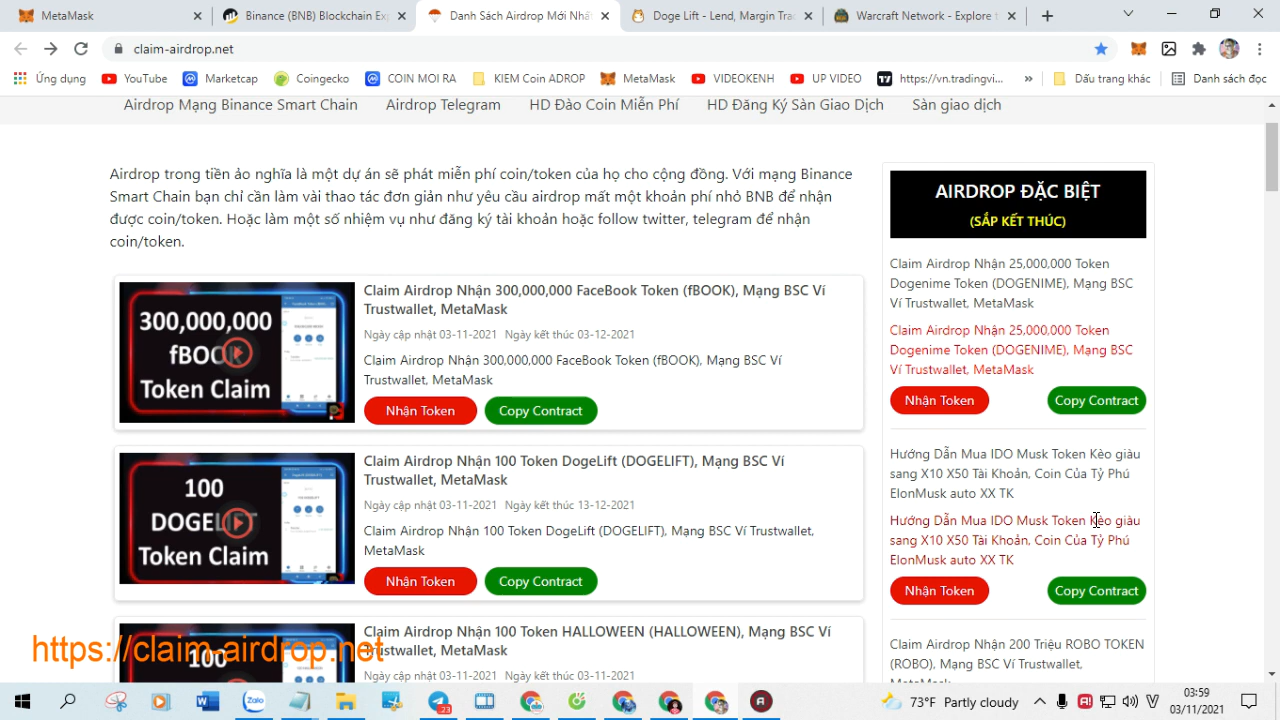 MetaMask
Binance (BNB) Blockchain Exp
Danh Sách Airdrop Mới Nhấ
Doge Lift - Lend, Margin Trad
Warcraft Network - Explore t
claim-airdrop.net
Ứng dụng
YouTube
Marketcap
Coingecko
COIN MOI RA
KIEM Coin ADROP
MetaMask
VIDEOKENH
UP VIDEO
https://vn.tradingvi...
»
Dấu trang khác
Danh sách đọc
Airdrop Mạng Binance Smart Chain
Airdrop Telegram
HD Đào Coin Miễn Phí
HD Đăng Ký Sàn Giao Dịch
Sàn giao dịch
Airdrop trong tiền ảo nghĩa là một dự án sẽ phát miễn phí coin/token của họ cho cộng đồng. Với mạng Binance
Smart Chain bạn chỉ cần làm vài thao tác đơn giản như yêu cầu airdrop mất một khoản phí nhỏ BNB để nhận
được coin/token. Hoặc làm một số nhiệm vụ như đăng ký tài khoản hoặc follow twitter, telegram để nhận
coin/token.
300,000,000
fBOOK
Token Claim
Claim Airdrop Nhận 300,000,000 FaceBook Token (fBOOK), Mạng BSC Ví
Trustwallet, MetaMask
Ngày cập nhật 03-11-2021 Ngày kết thúc 03-12-2021
Claim Airdrop Nhận 300,000,000 FaceBook Token (fBOOK), Mạng BSC Ví
Trustwallet, MetaMask
Nhận Token
Copy Contract
100
DOGELIFT
Token Claim
Claim Airdrop Nhận 100 Token DogeLift (DOGELIFT), Mạng BSC Ví
Trustwallet, MetaMask
Ngày cập nhật 03-11-2021 Ngày kết thúc 13-12-2021
Claim Airdrop Nhận 100 Token DogeLift (DOGELIFT), Mạng BSC Ví Trustwallet,
MetaMask
Nhận Token
Copy Contract
100
Claim Airdrop Nhận 100 Token HALLOWEEN (HALLOWEEN), Mạng BSC Ví
Trustwallet, MetaMask
Ngày cập nhật 03-11-2021 Ngày kết thúc 03-11-2021
AIRDROP ĐẶC BIỆT
(SẮP KẾT THÚC)
Claim Airdrop Nhận 25,000,000 Token
Dogenime Token (DOGENIME), Mạng BSC
Ví Trustwallet, MetaMask
Claim Airdrop Nhận 25,000,000 Token
Dogenime Token (DOGENIME), Mạng BSC
Ví Trustwallet, MetaMask
Nhận Token
Copy Contract
Hướng Dẫn Mua IDO Musk Token Kèo giàu
sang X10 X50 Tài Khoản, Coin Của Tỷ Phú
ElonMusk auto XX TK
Hướng Dẫn Mua IDO Musk Token Kèo giàu
sang X10 X50 Tài Khoản, Coin Của Tỷ Phú
ElonMusk auto XX TK
Nhận Token
Copy Contract
Claim Airdrop Nhận 200 Triệu ROBO TOKEN
(ROBO), Mạng BSC Ví Trustwallet,
https://claim-airdrop.net
23
73°F Partly cloudy
03:59
03/11/2021